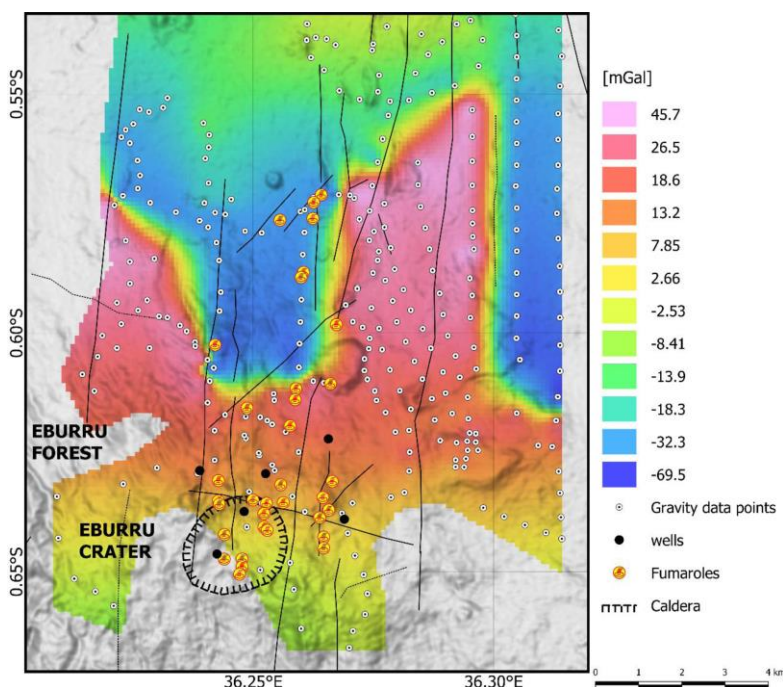 [mGal]
0.55°S
45.7
26.5
18.6
13.2
7.85
2.66
0.60°S
-2.53
-8.41
-13.9
-18.3
EBURRU
FOREST
-32.3
-69.5
Gravity data points
EBURRU
CRATER
wells
0.65°S
Fumaroles
Caldera
36.25°E
36.30°E
0 1 2 3 4 km